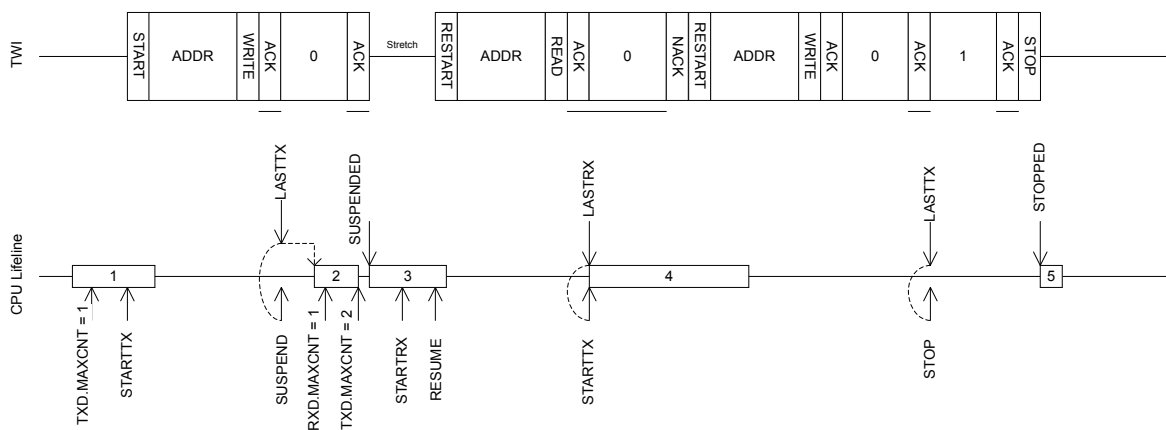 TWI
START
ADDR
WRITE
ACK
0
ACK
Stretch
RESTART
ADDR
READ
ACK
0
NACK
RESTART
ADDR
WRITE
ACK
0
ACK
1
ACK
STOP
CPU Lifeline
LASTTX
SUSPENDED
LASTRX
LASTTX
STOPPED
1
2
3
4
5
TXD.MAXCNT = 1
STARTTX
SUSPEND
RXD.MAXCNT = 1
TXD.MAXCNT = 2
STARTRX
RESUME
STARTTX
STOP